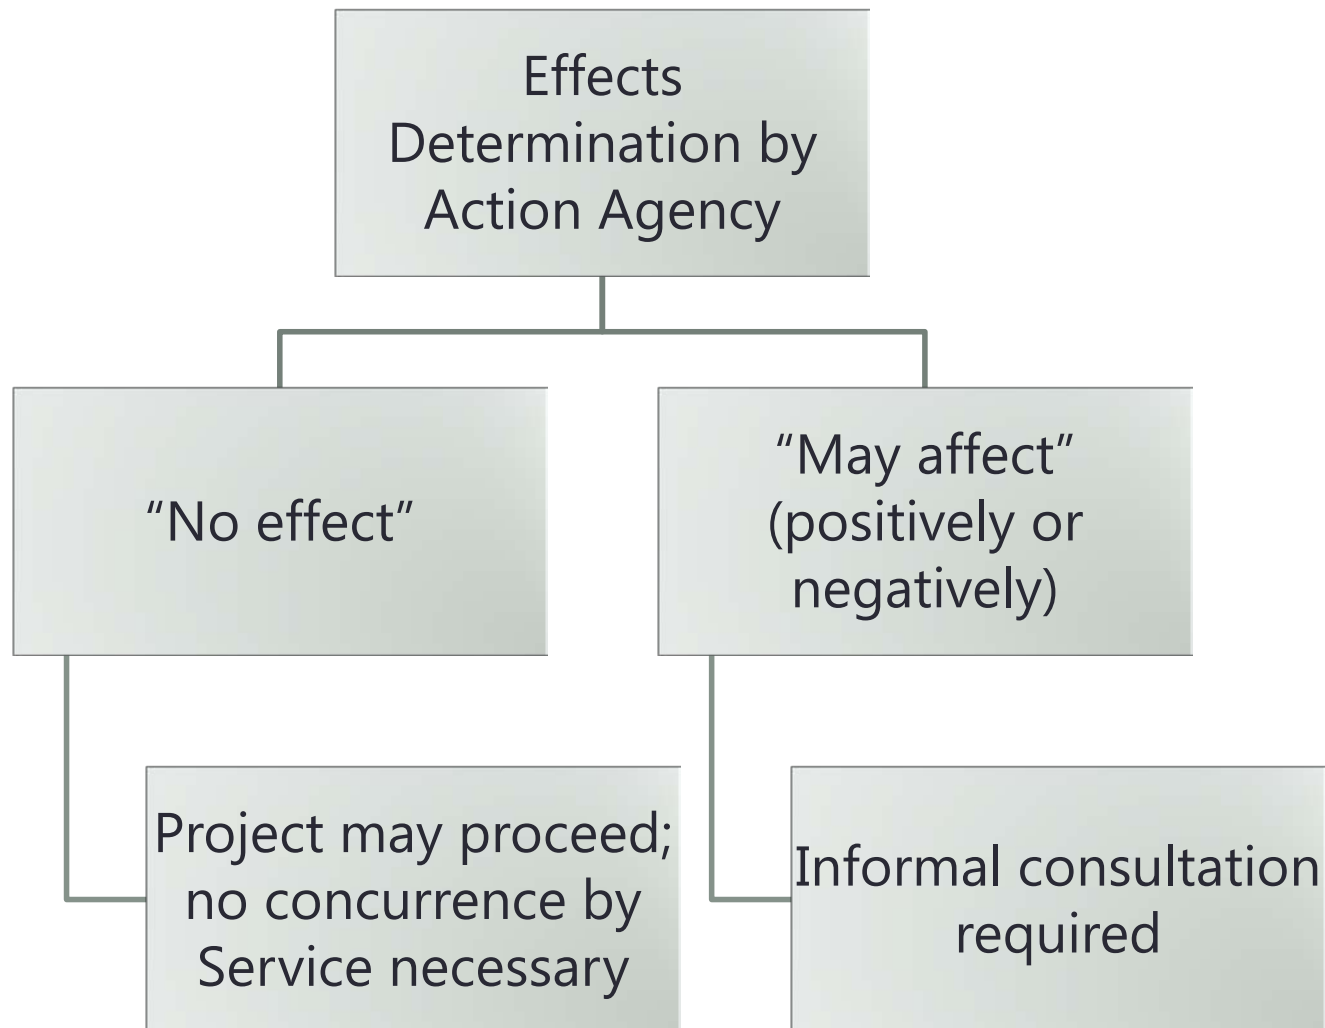 Effects
Determination by
Action Agency
“No effect”
“May affect”
(positively or
negatively)
Project may proceed;
no concurrence by
Service necessary
Informal consultation
required